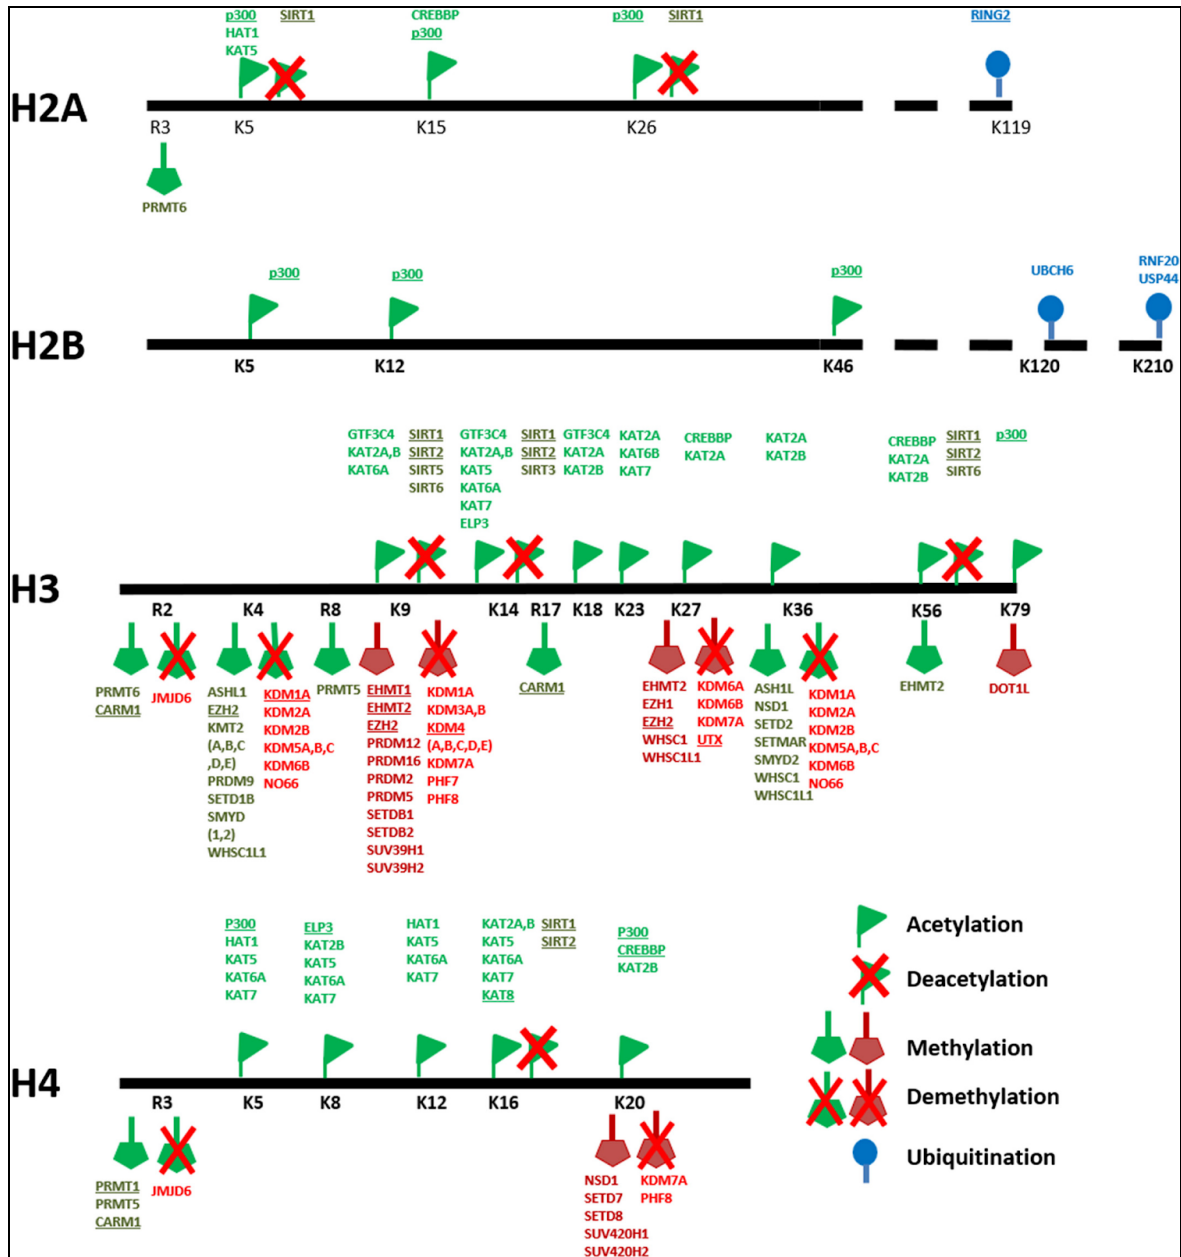 p300
HAT1
KAT5
SIRT1
CREBBP
p300
p300
SIRT1
RING2
H2A
R3
K5
K15
K26
K119
PRMT6
p300
p300
p300
UBCH6
RNF20
USP44
H2B
K5
K12
K46
K120
K210
GTF3C4
KAT2A,B
KAT6A
SIRT1
SIRT2
SIRT5
SIRT6
GTF3C4
KAT2A,B
KAT5
KAT6A
KAT7
ELP3
SIRT1
SIRT2
SIRT3
GTF3C4
KAT2A
KAT2B
KAT2A
KAT6B
KAT7
CREBBP
KAT2A
KAT2A
KAT2B
CREBBP
KAT2A
KAT2B
SIRT1
SIRT2
SIRT6
p300
H3
R2
K4
R8
K9
K14
R17
K18
K23
K27
K36
K56
K79
PRMT6
CARM1
JMJD6
ASHL1
EZH2
KMT2
(A,B,C
,D,E)
PRDM9
SETD1B
SMYD
(1,2)
WHSC1L1
KDM1A
KDM2A
KDM2B
KDM5A,B,C
KDM6B
NO66
PRMT5
EHMT1
EHMT2
EZH2
PRDM12
PRDM16
PRDM2
PRDM5
SETDB1
SETDB2
SUV39H1
SUV39H2
KDM1A
KDM3A,B
KDM4
(A,B,C,D,E)
KDM7A
PHF7
PHF8
CARM1
EHMT2
EZH1
EZH2
WHSC1
WHSC1L1
KDM6A
KDM6B
KDM7A
UTX
ASH1L
NSD1
SETD2
SETMAR
SMYD2
WHSC1
WHSC1L1
KDM1A
KDM2A
KDM2B
KDM5A,B,C
KDM6B
NO66
EHMT2
DOT1L
P300
HAT1
KAT5
KAT6A
KAT7
ELP3
KAT2B
KAT5
KAT6A
KAT7
HAT1
KAT5
KAT6A
KAT7
KAT2A,B
KAT5
KAT6A
KAT7
KAT8
SIRT1
SIRT2
P300
CREBBP
KAT2B
H4
R3
K5
K8
K12
K16
K20
PRMT1
PRMT5
CARM1
JMJD6
NSD1
SETD7
SETD8
SUV420H1
SUV420H2
KDM7A
PHF8
Acetylation
Deacetylation
Methylation
Demethylation
Ubiquitination